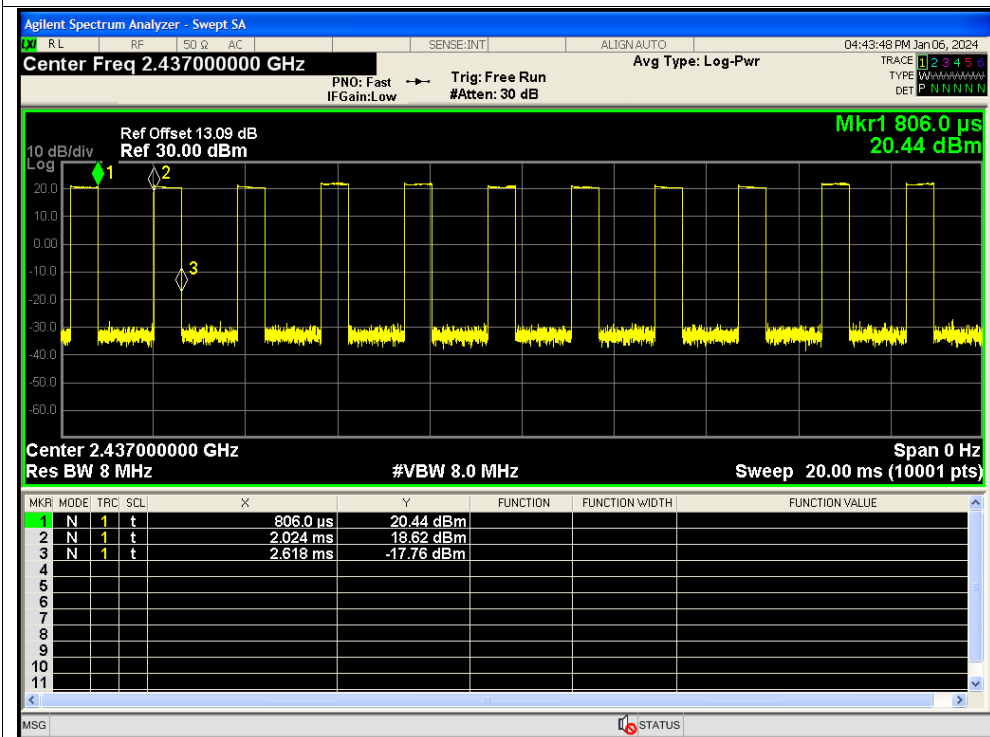 Agilent Spectrum Analyzer - Swept SA
LXI RL RF 50 Ω AC SENSE:INT ALIGN AUTO 04:43:48 PM Jan 06, 2024
Center Freq 2.437000000 GHz Avg Type: Log-Pwr TRACE 1 2 3 4 5 6
PNO: Fast Trig: Free Run TYPE W
IFGain:Low #Atten: 30 dB DET P N N N N N
Mkr1 806.0 µs
Ref Offset 13.09 dB
10 dB/div Ref 30.00 dBm 20.44 dBm
Log
1 2
20.0
10.0
0.00
3
-10.0
-20.0
-30.0
-40.0
-50.0
-60.0
Center 2.437000000 GHz Span 0 Hz
Res BW 8 MHz #VBW 8.0 MHz Sweep 20.00 ms (10001 pts)
MKR MODE TRC SCL X Y FUNCTION FUNCTION WIDTH FUNCTION VALUE
1 N 1 t 806.0 µs 20.44 dBm
2 N 1 t 2.024 ms 18.62 dBm
3 N 1 t 2.618 ms -17.76 dBm
4
5
6
7
8
9
10
11
MSG STATUS